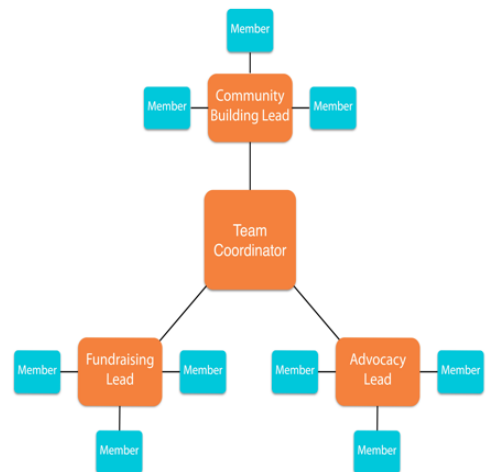 Member
Member
Community
Building Lead
Member
Team
Coordinator
Member
Fundraising
Lead
Member
Member
Advocacy
Lead
Member
Member
Member